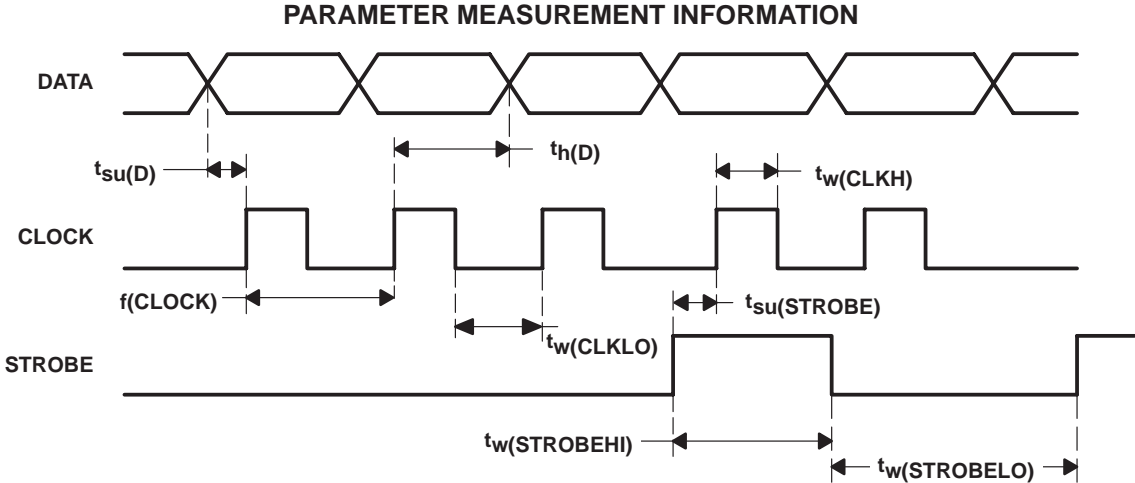 PARAMETER MEASUREMENT INFORMATION
DATA
tsu(D)
th(D)
tw(CLKH)
CLOCK
f(CLOCK)
tsu(STROBE)
tw(CLKLO)
STROBE
tw(STROBEHI)
tw(STROBELO)